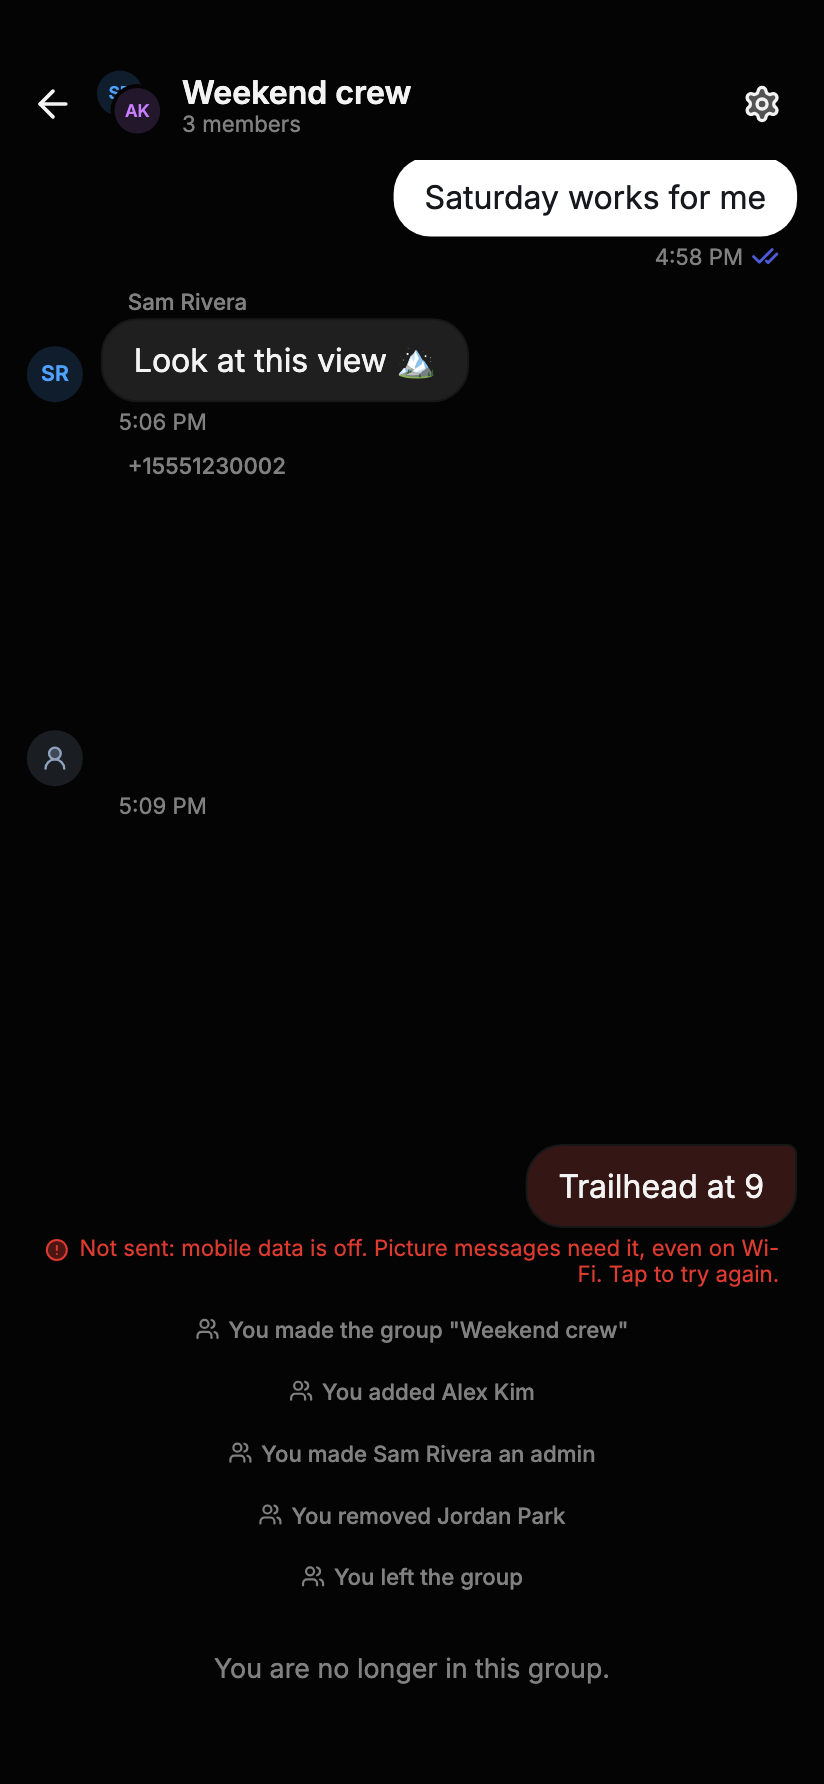 Weekend crew
AK
3 members
Saturday works for me
4:58 PM
Sam Rivera
Look at this view 🏔️
SR
5:06 PM
+15551230002
5:09 PM
Trailhead at 9
Not sent: mobile data is off. Picture messages need it, even on Wi-
Fi. Tap to try again.
You made the group "Weekend crew"
You added Alex Kim
You made Sam Rivera an admin
You removed Jordan Park
You left the group
You are no longer in this group.